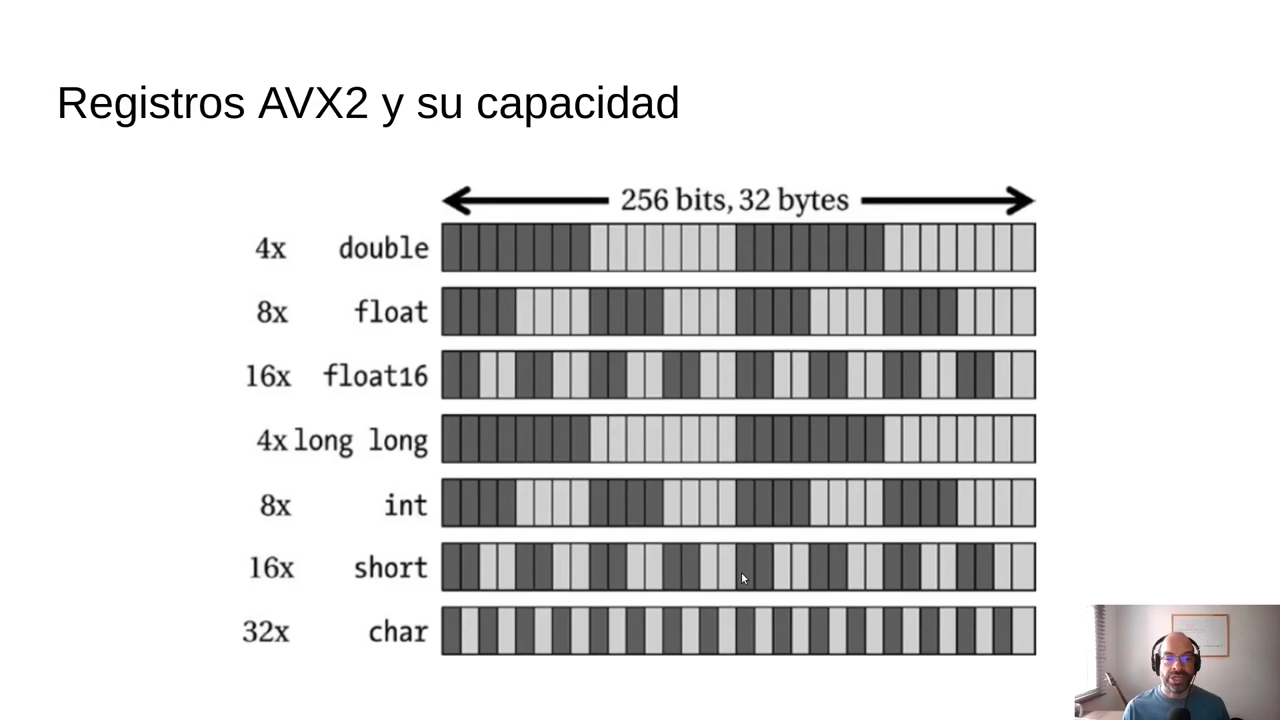 Registros AVX2 y su capacidad
256 bits, 32 bytes
4x double
8x float
16x float16
4x long long
8x int
16x short
32x char